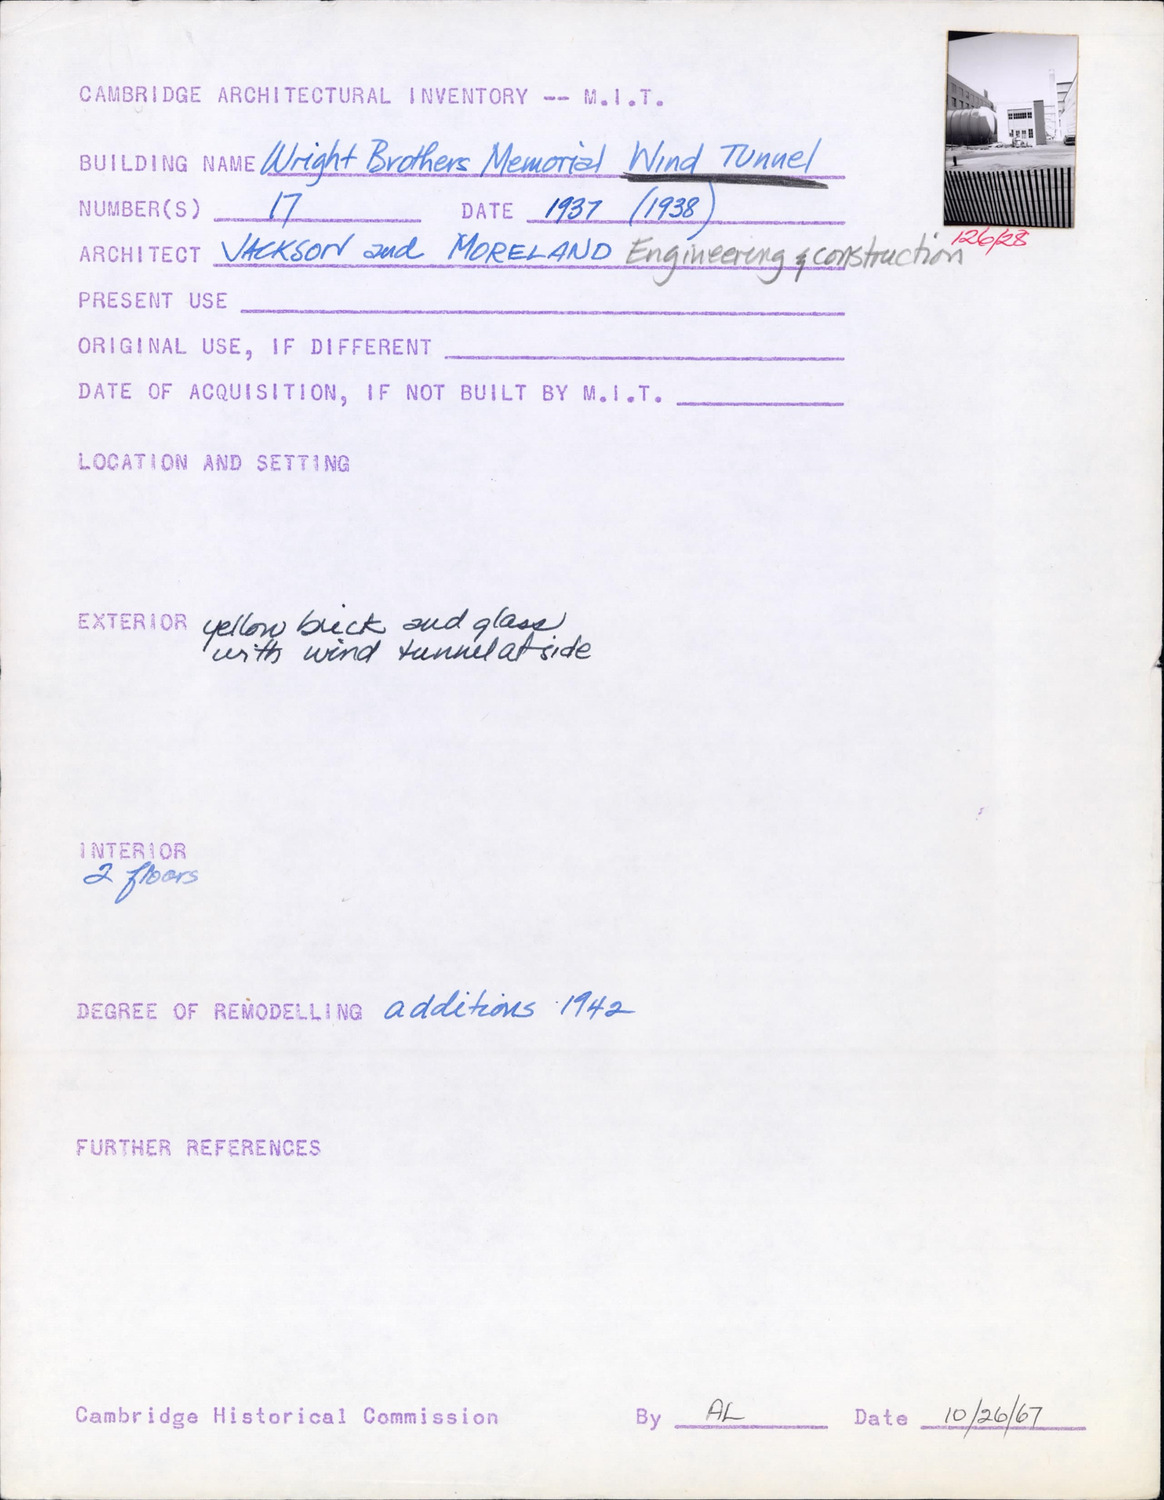 CAMBRIDGE ARCHITECTURAL INVENTORY -- M.I.T.
BUILDING NAME Wright Brothers Memorial Wind Tunnel
NUMBER(S) 17 DATE 1937 (1938)
126/28
ARCHITECT JACKSON and MORELAND Engineering & construction
PRESENT USE
ORIGINAL USE, IF DIFFERENT
DATE OF ACQUISITION, IF NOT BUILT BY M.I.T.
LOCATION AND SETTING
EXTERIOR yellow brick and glass
with wind tunnel at side
INTERIOR
2 floors
DEGREE OF REMODELLING additions 1942
FURTHER REFERENCES
Cambridge Historical Commission By AL Date 10/26/67